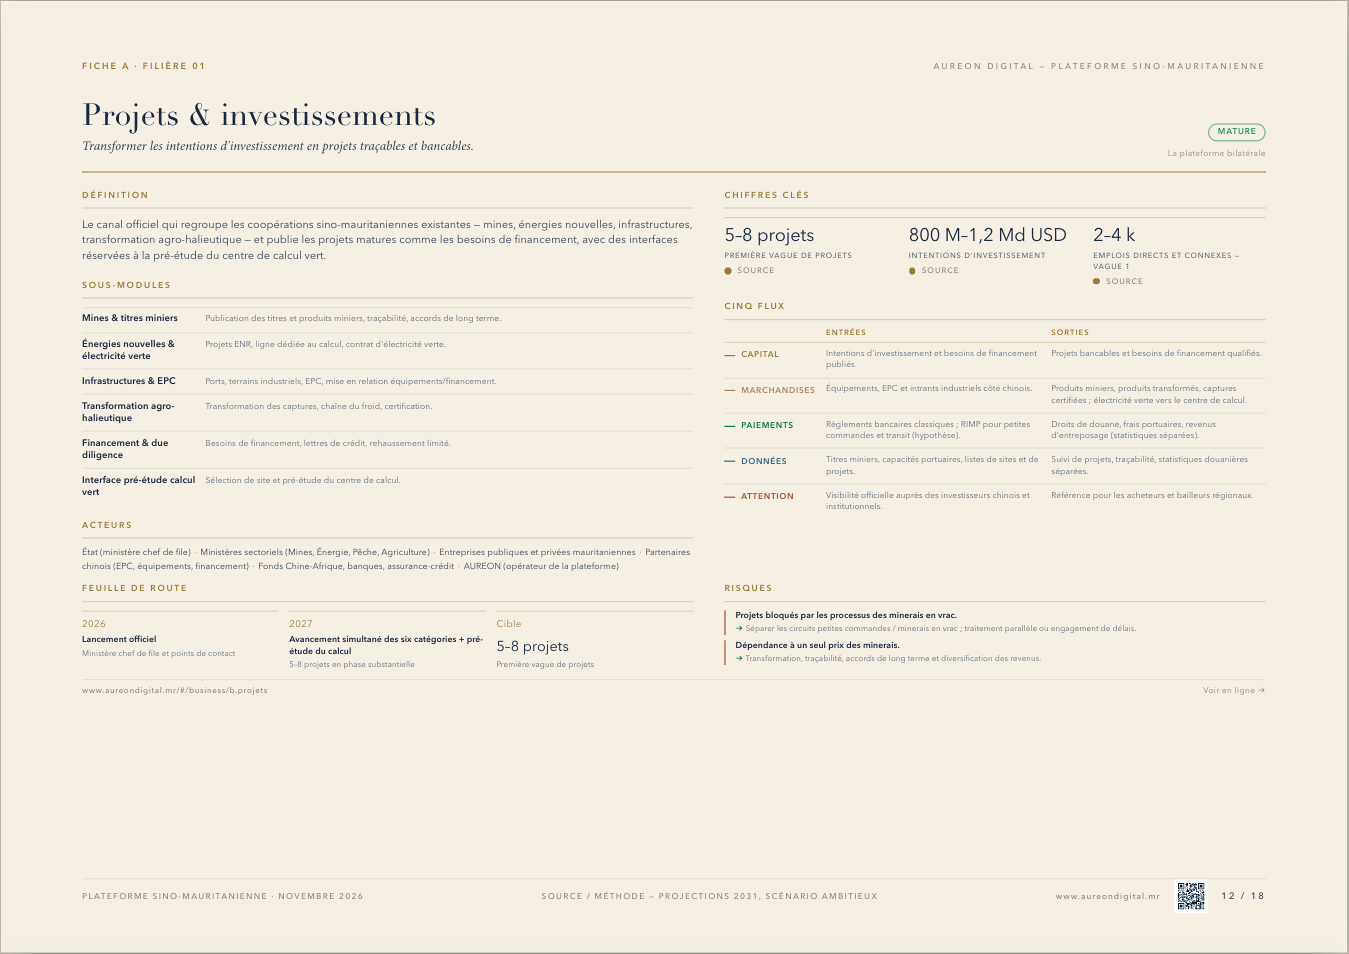 FICHE A · FILIÈRE 01
AUREON DIGITAL – PLATEFORME SINO-MAURITANIENNE
Projets & investissements
Transformer les intentions d'investissement en projets traçables et bancables.
MATURE
La plateforme bilatérale
DÉFINITION
Le canal officiel qui regroupe les coopérations sino-mauritaniennes existantes – mines, énergies nouvelles, infrastructures,
transformation agro-halieutique – et publie les projets matures comme les besoins de financement, avec des interfaces
réservées à la pré-étude du centre de calcul vert.
SOUS-MODULES
Mines & titres miniers
Publication des titres et produits miniers, traçabilité, accords de long terme.
Énergies nouvelles &
électricité verte
Projets ENR, ligne dédiée au calcul, contrat d'électricité verte.
Infrastructures & EPC
Ports, terrains industriels, EPC, mise en relation équipements/financement.
Transformation agro-
halieutique
Transformation des captures, chaîne du froid, certification.
Financement & due
diligence
Besoins de financement, lettres de crédit, rehaussement limité.
Interface pré-étude calcul
vert
Sélection de site et pré-étude du centre de calcul.
ACTEURS
État (ministère chef de file) · Ministères sectoriels (Mines, Énergie, Pêche, Agriculture) · Entreprises publiques et privées mauritaniennes · Partenaires
chinois (EPC, équipements, financement) · Fonds Chine-Afrique, banques, assurance-crédit · AUREON (opérateur de la plateforme)
CHIFFRES CLÉS
5–8 projets
PREMIÈRE VAGUE DE PROJETS
SOURCE
800 M–1,2 Md USD
INTENTIONS D'INVESTISSEMENT
SOURCE
2–4 k
EMPLOIS DIRECTS ET CONNEXES –
VAGUE 1
SOURCE
CINQ FLUX
ENTRÉES
SORTIES
— CAPITAL
Intentions d'investissement et besoins de financement
publiés.
Projets bancables et besoins de financement qualifiés.
— MARCHANDISES
Équipements, EPC et intrants industriels côté chinois.
Produits miniers, produits transformés, captures
certifiées ; électricité verte vers le centre de calcul.
— PAIEMENTS
Règlements bancaires classiques ; RIMP pour petites
commandes et transit (hypothèse).
Droits de douane, frais portuaires, revenus
d'entreposage (statistiques séparées).
— DONNÉES
Titres miniers, capacités portuaires, listes de sites et de
projets.
Suivi de projets, traçabilité, statistiques douanières
séparées.
— ATTENTION
Visibilité officielle auprès des investisseurs chinois et
institutionnels.
Référence pour les acheteurs et bailleurs régionaux.
FEUILLE DE ROUTE
2026
Lancement officiel
Ministère chef de file et points de contact
2027
Avancement simultané des six catégories + pré-
étude du calcul
5–8 projets en phase substantielle
Cible
5–8 projets
Première vague de projets
RISQUES
Projets bloqués par les processus des minerais en vrac.
→ Séparer les circuits petites commandes / minerais en vrac ; traitement parallèle ou engagement de délais.
Dépendance à un seul prix des minerais.
→ Transformation, traçabilité, accords de long terme et diversification des revenus.
www.aureondigital.mr/#/business/b.projets
Voir en ligne →
PLATEFORME SINO-MAURITANIENNE · NOVEMBRE 2026
SOURCE / MÉTHODE – PROJECTIONS 2031, SCÉNARIO AMBITIEUX
www.aureondigital.mr
12 / 18